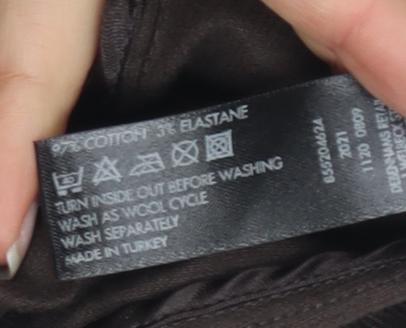 97% COTTON 3% ELASTANE
TURN INSIDE OUT BEFORE WASHING
WASH AS WOOL CYCLE
WASH SEPARATELY
MADE IN TURKEY
2021
1120 0809